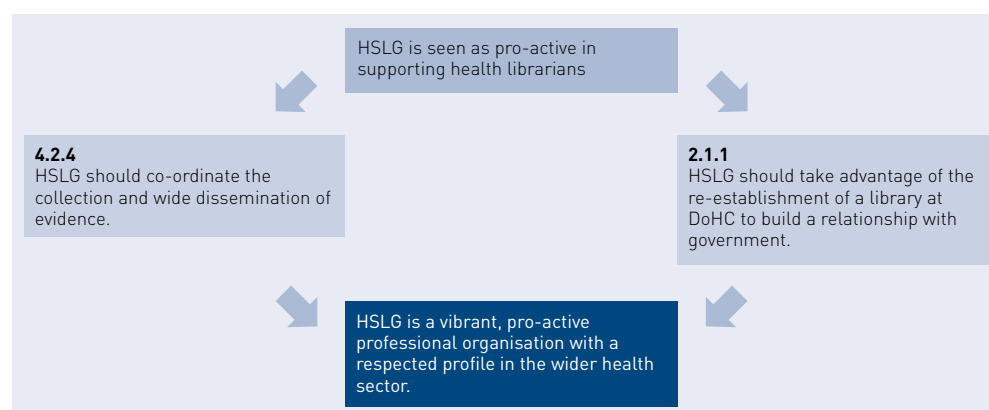 HSLG is seen as pro-active in
supporting health librarians
4.2.4
HSLG should co-ordinate the
collection and wide dissemination of
evidence.
2.1.1
HSLG should take advantage of the
re-establishment of a library at
DoHC to build a relationship with
government.
HSLG is a vibrant, pro-active
professional organisation with a
respected profile in the wider health
sector.